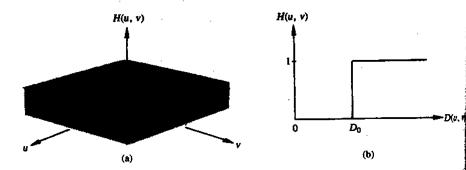 H(u, v)
u
v
(a)
H(u, v)
1
0
D₀
D(u,
(b)